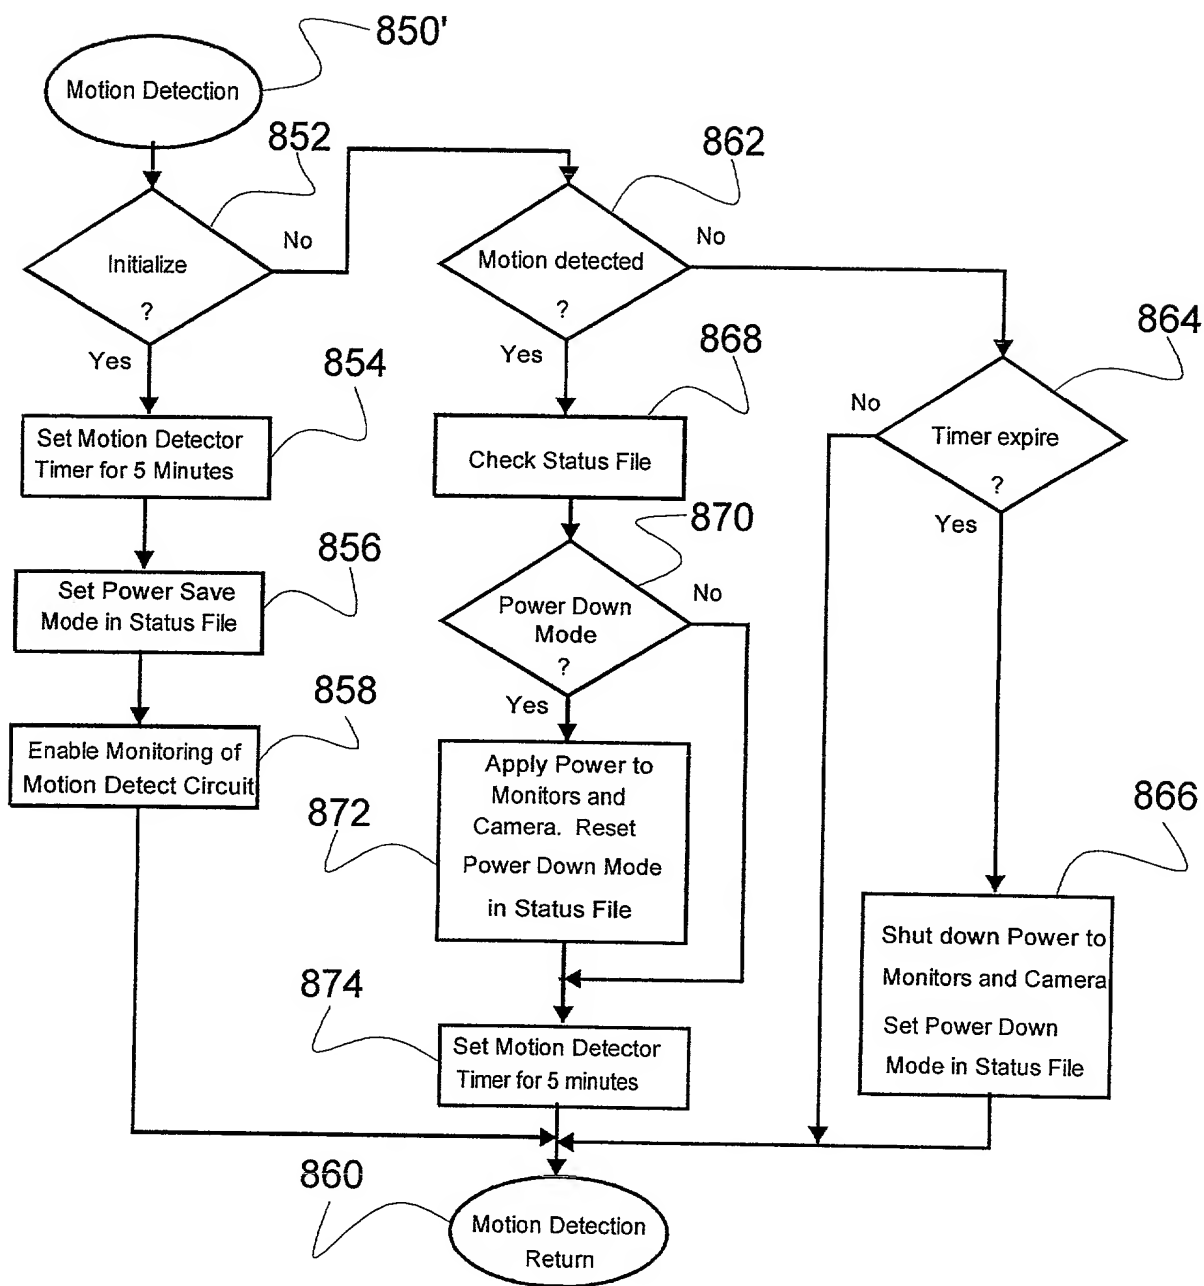 850'
Motion Detection
852
862
No
No
Initialize
?
Motion detected
?
Yes
Yes
868
864
854
No
Set Motion Detector
Timer for 5 Minutes
Check Status File
Timer expire
?
Yes
870
856
Set Power Save
Mode in Status File
Power Down
Mode
?
No
Yes
858
Enable Monitoring of
Motion Detect Circuit
Apply Power to
Monitors and
Camera. Reset
Power Down Mode
in Status File
872
866
Shut down Power to
Monitors and Camera
Set Power Down
Mode in Status File
874
Set Motion Detector
Timer for 5 minutes
860
Motion Detection
Return